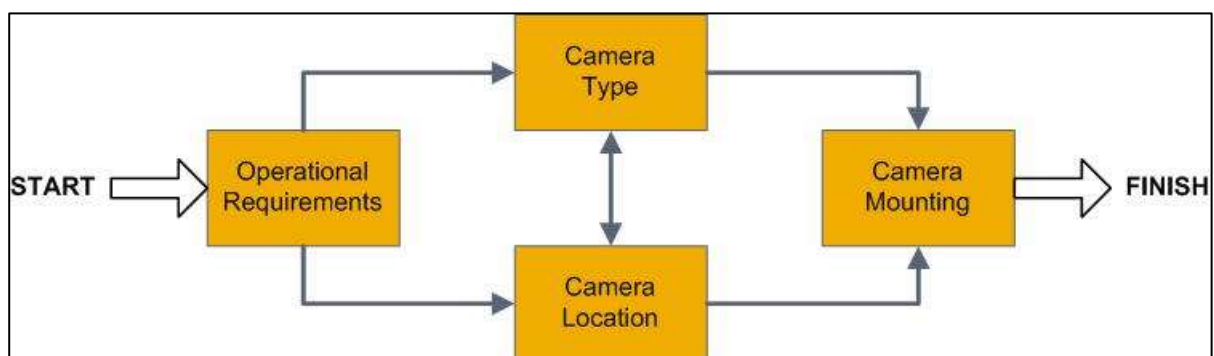 START
Operational
Requirements
Camera
Type
Camera
Location
Camera
Mounting
FINISH